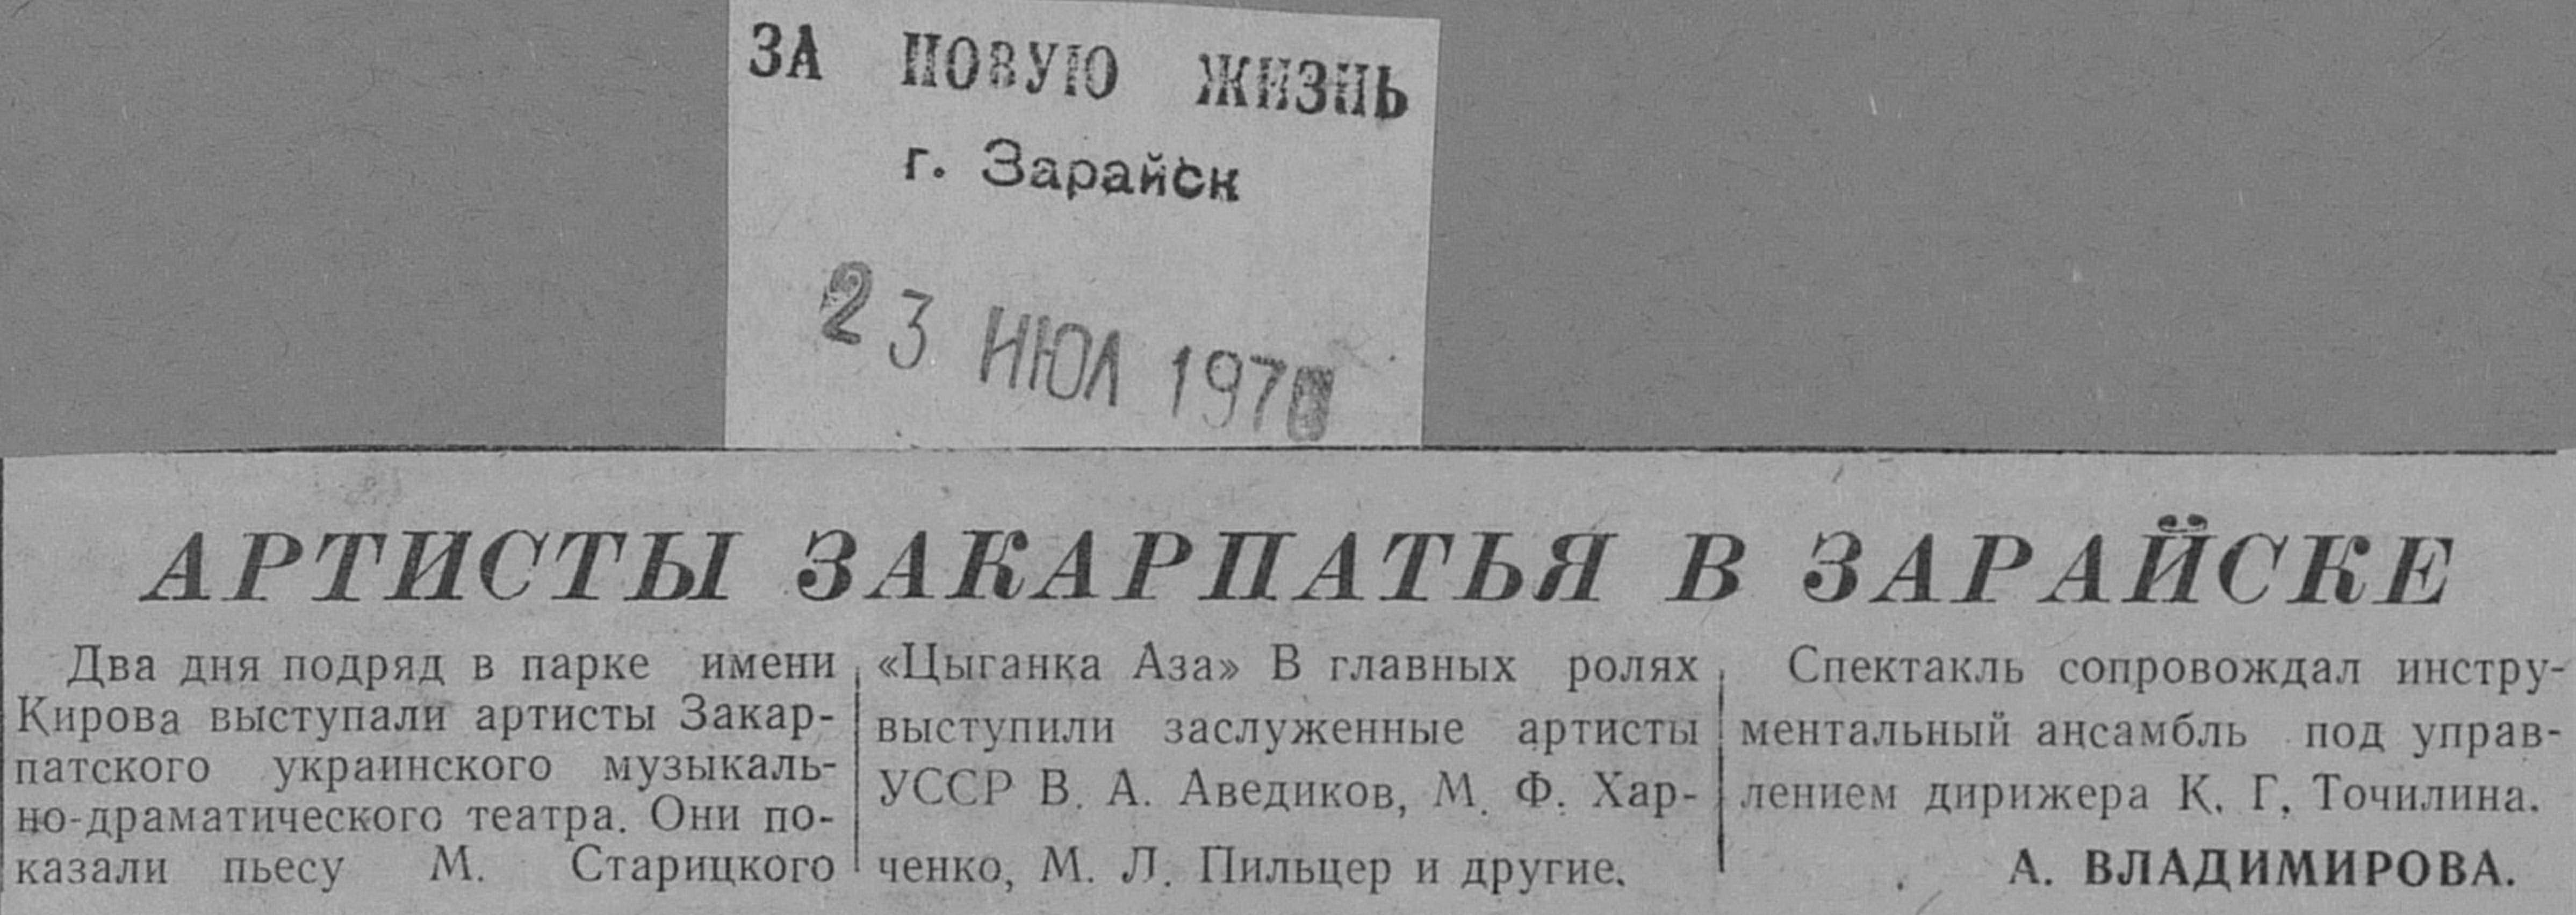 ЗА НОВУЮ ЖИЗНЬ
г. Зарайск
23 ИЮЛ 1970
АРТИСТЫ ЗАКАРПАТЬЯ В ЗАРАЙСКЕ
Два дня подряд в парке имени
Кирова выступали артисты Закар-
патского украинского музыкаль-
но-драматического театра. Они по-
казали пьесу М. Старицкого
«Цыганка Аза» В главных ролях
выступили заслуженные артисты
УССР В. А. Аведиков, М. Ф. Хар-
ченко, М. Л. Пильцер и другие.
Спектакль сопровождал инстру-
ментальный ансамбль под управ-
лением дирижера К. Г. Точилина.
А. ВЛАДИМИРОВА.